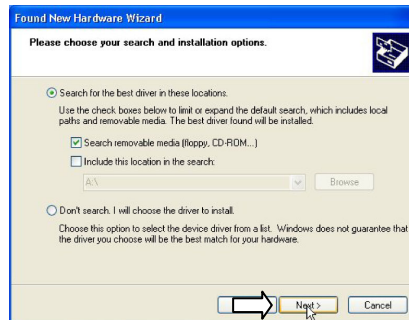 Found New Hardware Wizard
Please choose your search and installation options.
Search for the best driver in these locations.
Use the check boxes below to limit or expand the default search, which includes local
paths and removable media. The best driver found will be installed.
Search removable media (floppy, CD-ROM...)
Include this location in the search:
A:\
Browse
Don't search. I will choose the driver to install.
Choose this option to select the device driver from a list. Windows does not guarantee that
the driver you choose will be the best match for your hardware.
Next >
Cancel